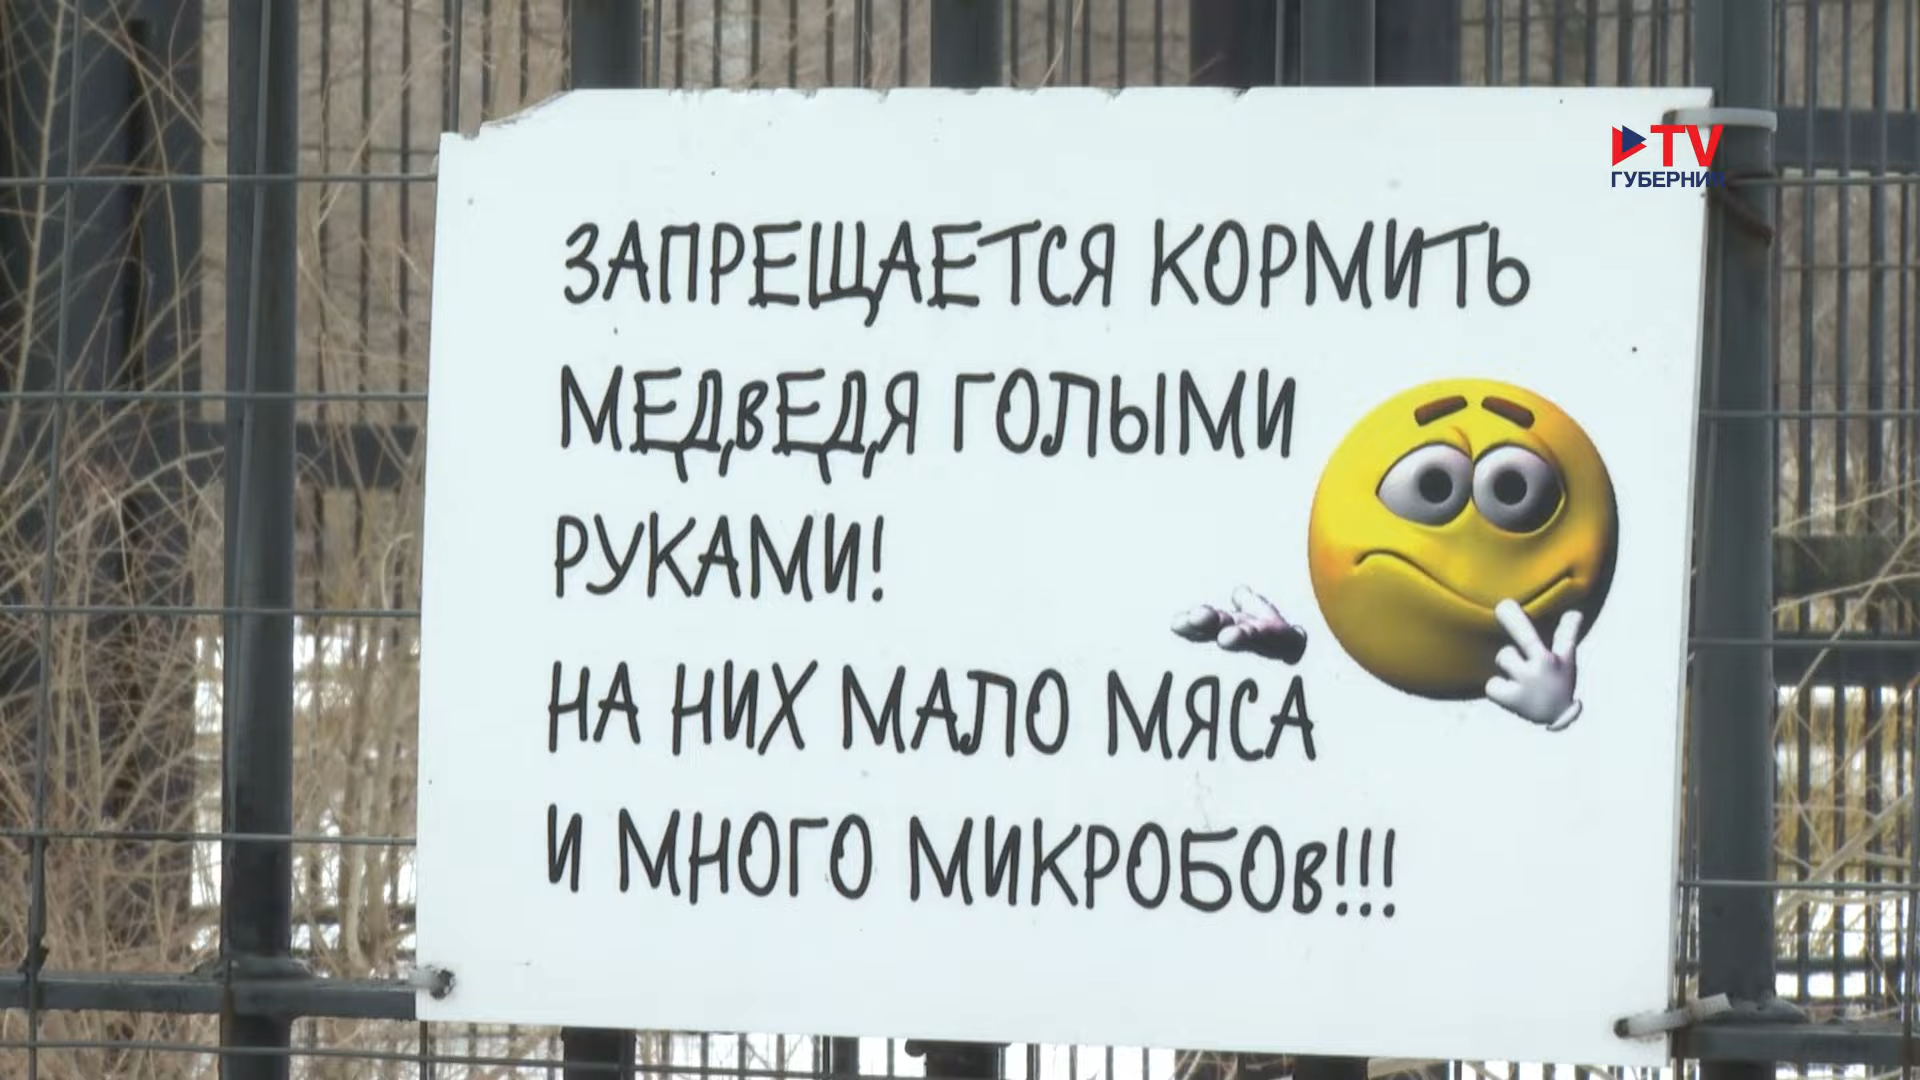 TV
ГУБЕРНИЯ
ЗАПРЕЩАЕТСЯ КОРМИТЬ
МЕДВЕДЯ ГОЛЫМИ
РУКАМИ!
НА НИХ МАЛО МЯСА
И МНОГО МИКРОБОВ!!!